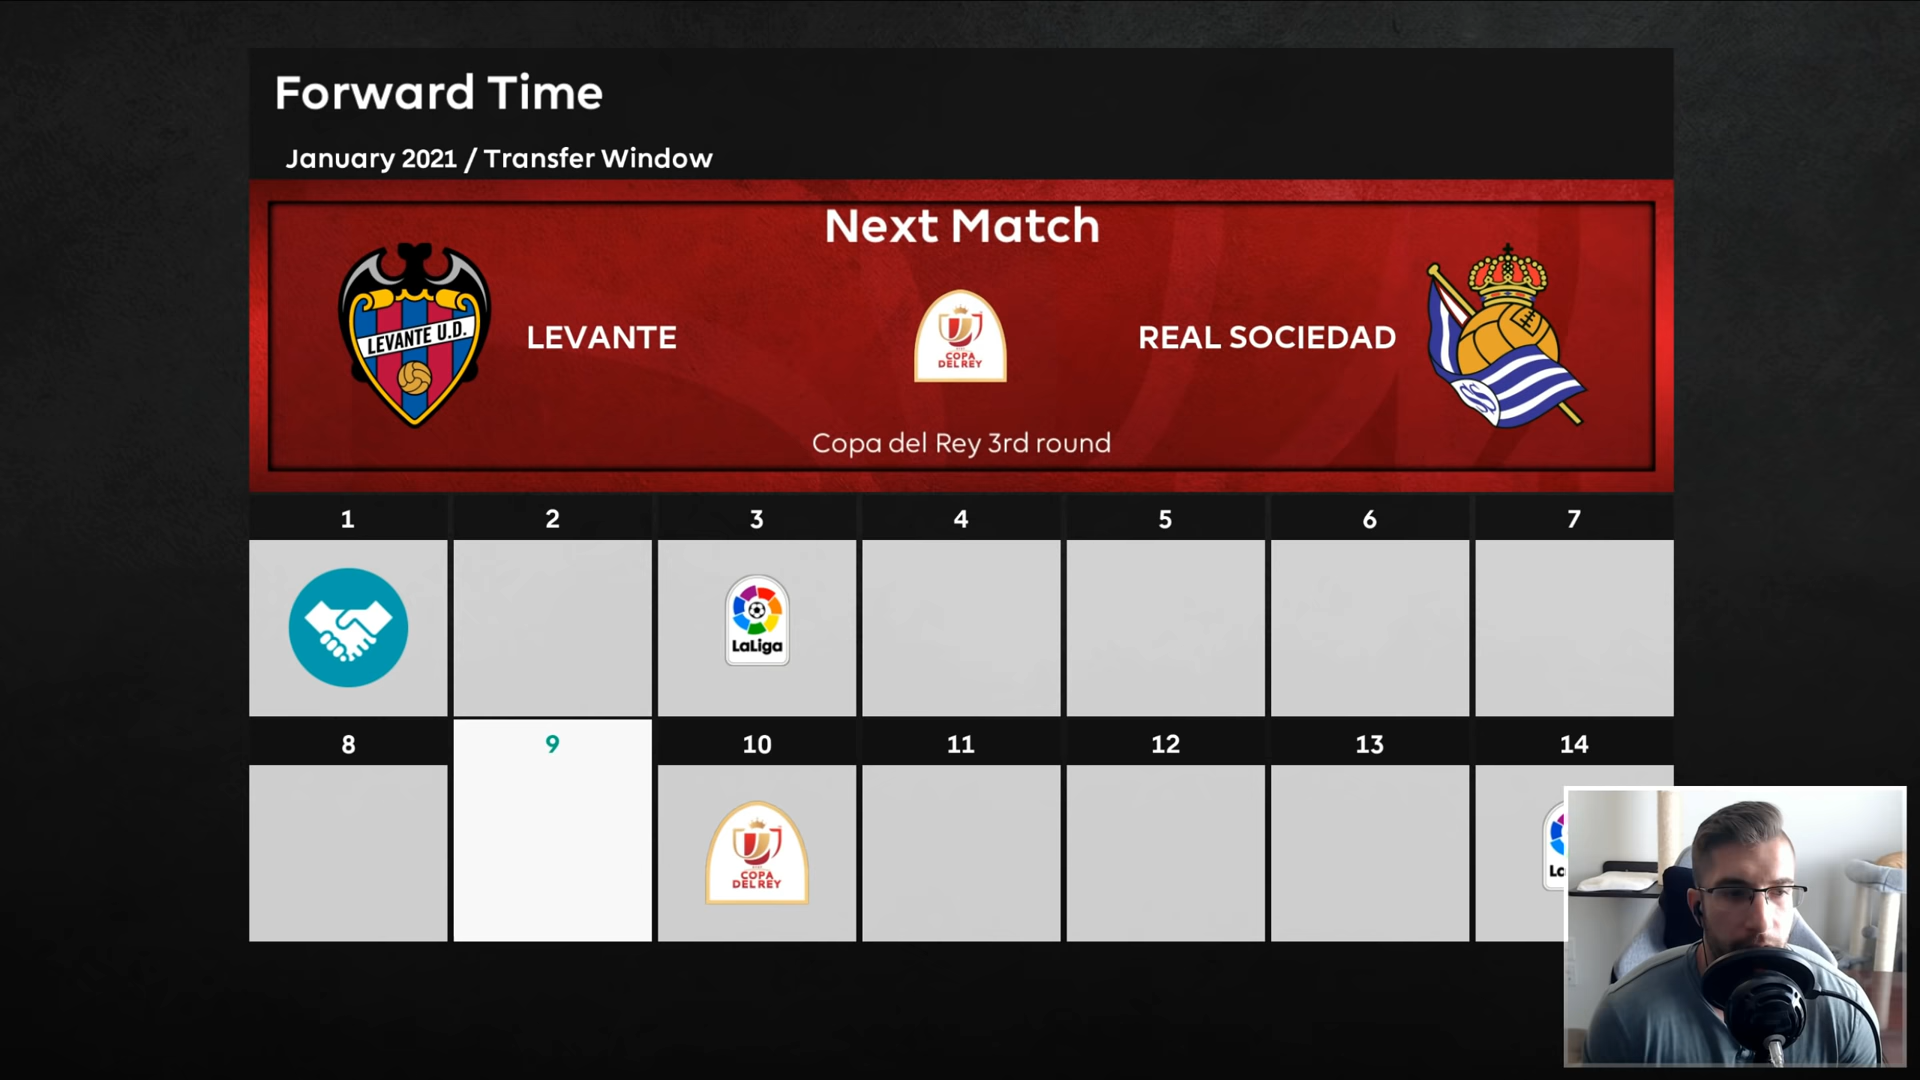 Forward Time
January 2021 / Transfer Window
Next Match
LEVANTE U.D.
LEVANTE
COPA
DEL REY
REAL SOCIEDAD
Copa del Rey 3rd round
1 2 3 4 5 6 7
LaLiga
8 9 10 11 12 13 14
COPA
DEL REY